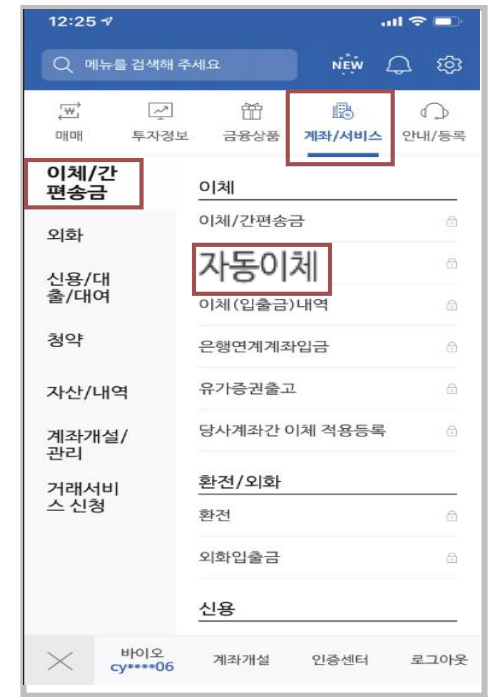 12:25
메뉴를 검색해 주세요
NEW
매매
투자정보
금융상품
계좌/서비스
안내/등록
이체/간
편송금
외화
신용/대
출/대여
청약
자산/내역
계좌개설/
관리
거래서비
스 신청
이체
이체/간편송금
자동이체
이체(입출금)내역
은행연계계좌입금
유가증권출고
당사계좌간 이체 적용등록
환전/외화
환전
외화입출금
신용
바이오
cy****06
계좌개설
인증센터
로그아웃